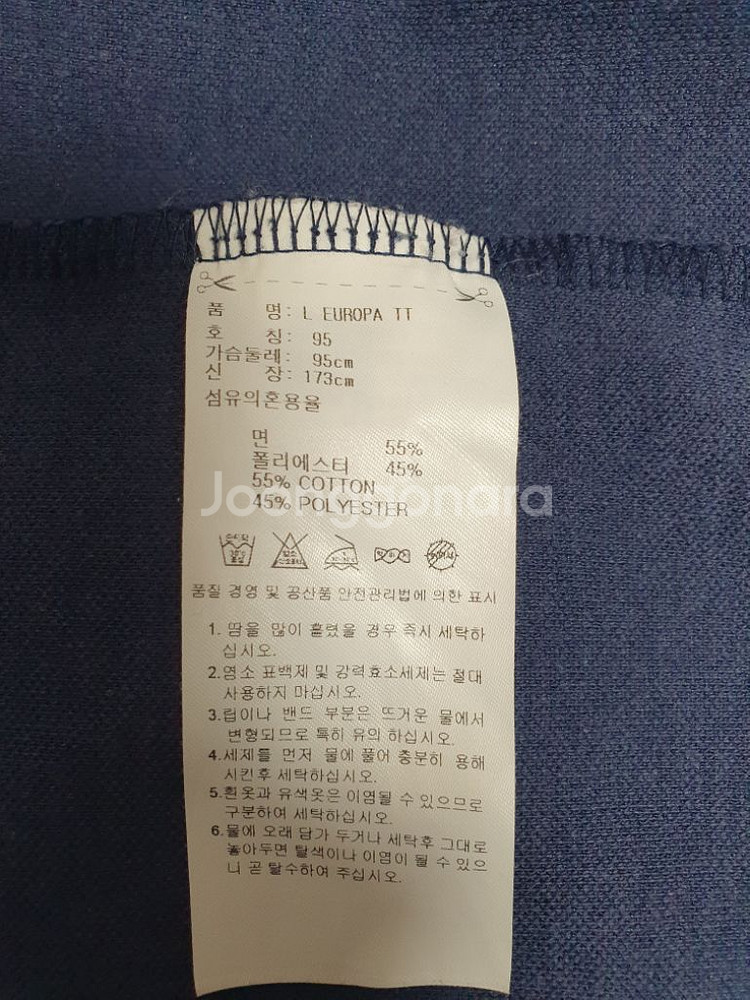 품 명: L EUROPA TT
호 칭: 95
가슴둘레: 95cm
신 장: 173cm
섬유의혼용율
면 55%
폴리에스터 45%
55% COTTON
45% POLYESTER
Joonggonara
품질 경영 및 공산품 안전관리법에 의한 표시
1. 땀을 많이 흘렸을 경우 즉시 세탁하
십시오.
2.염소 표백제 및 강력효소세제는 절대
사용하지 마십시오.
3.립이나 밴드 부분은 뜨거운 물에서
변형되므로 특히 유의 하십시오.
4.세제를 먼저 물에 풀어 충분히 용해
시킨후 세탁하십시오.
5.흰옷과 유색옷은 이염될 수 있으므로
구분하여 세탁하십시오.
6.물에 오래 담가 두거나 세탁후 그대로
놓아두면 탈색이나 이염이 될 수 있으
니 곧 탈수하여 주십시오.